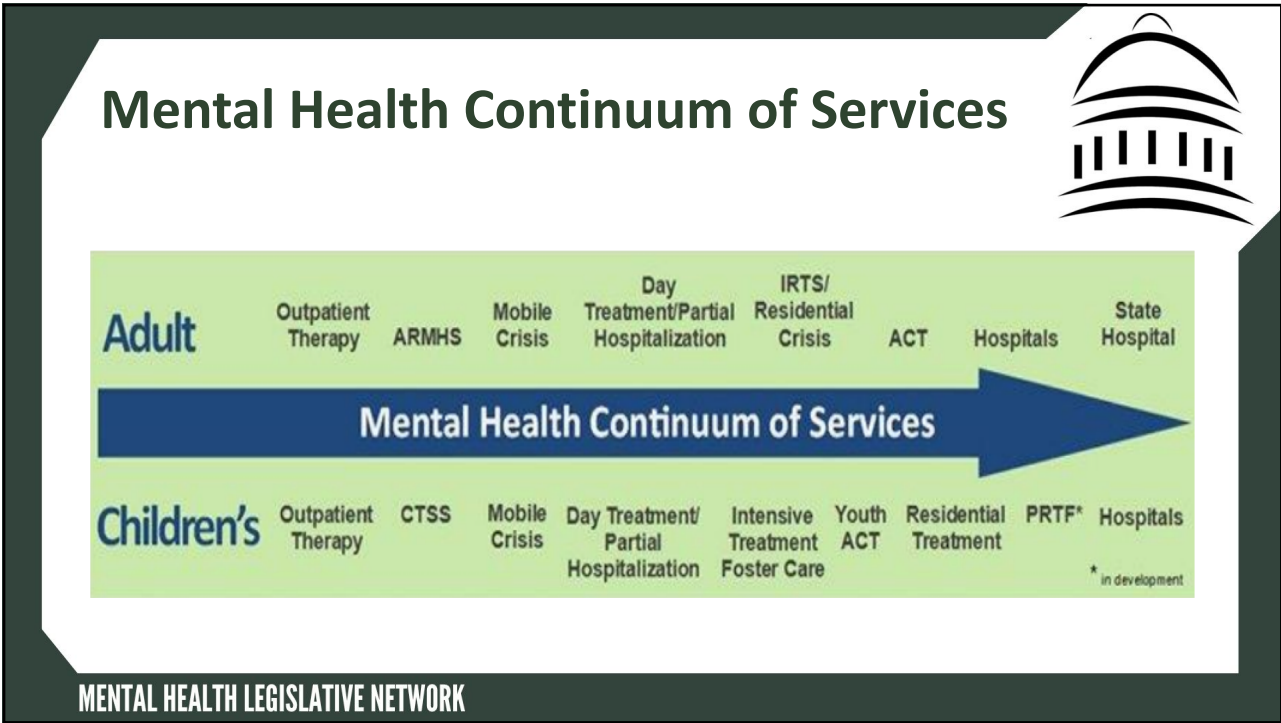 Mental Health Continuum of Services
Adult
Outpatient
Therapy
ARMHS
Mobile
Crisis
Day
Treatment/Partial
Hospitalization
IRTS/
Residential
Crisis
ACT
Hospitals
State
Hospital
Mental Health Continuum of Services
Children's
Outpatient
Therapy
CTSS
Mobile
Crisis
Day Treatment/
Partial
Hospitalization
Intensive
Treatment
Foster Care
Youth
ACT
Residential
Treatment
PRTF*
Hospitals
* in development
MENTAL HEALTH LEGISLATIVE NETWORK